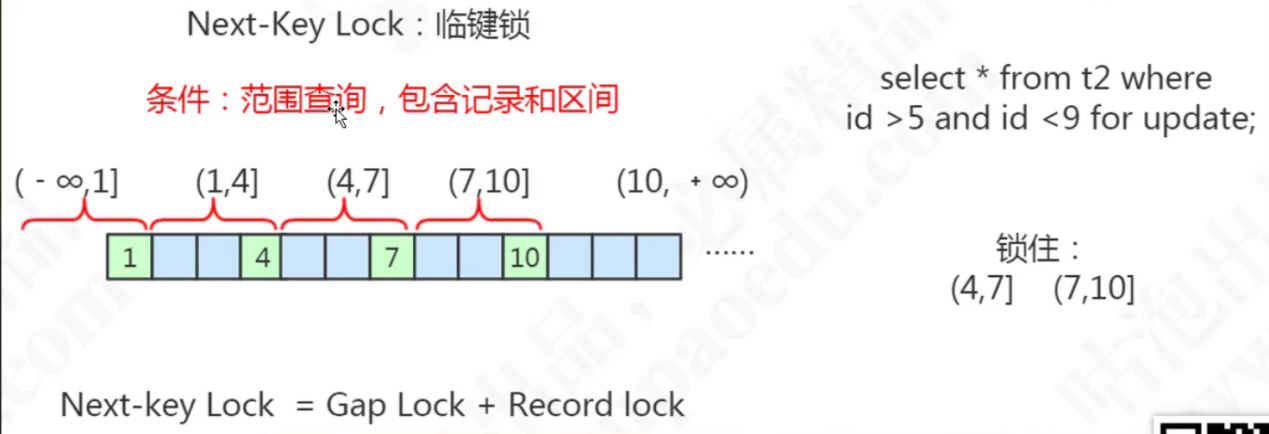 Next-Key Lock：临键锁
条件：范围查询，包含记录和区间
select * from t2 where
id >5 and id <9 for update;
( - ∞,1] (1,4] (4,7] (7,10] (10, + ∞)
1 4 7 10 ······
锁住：
(4,7] (7,10]
Next-key Lock = Gap Lock + Record lock